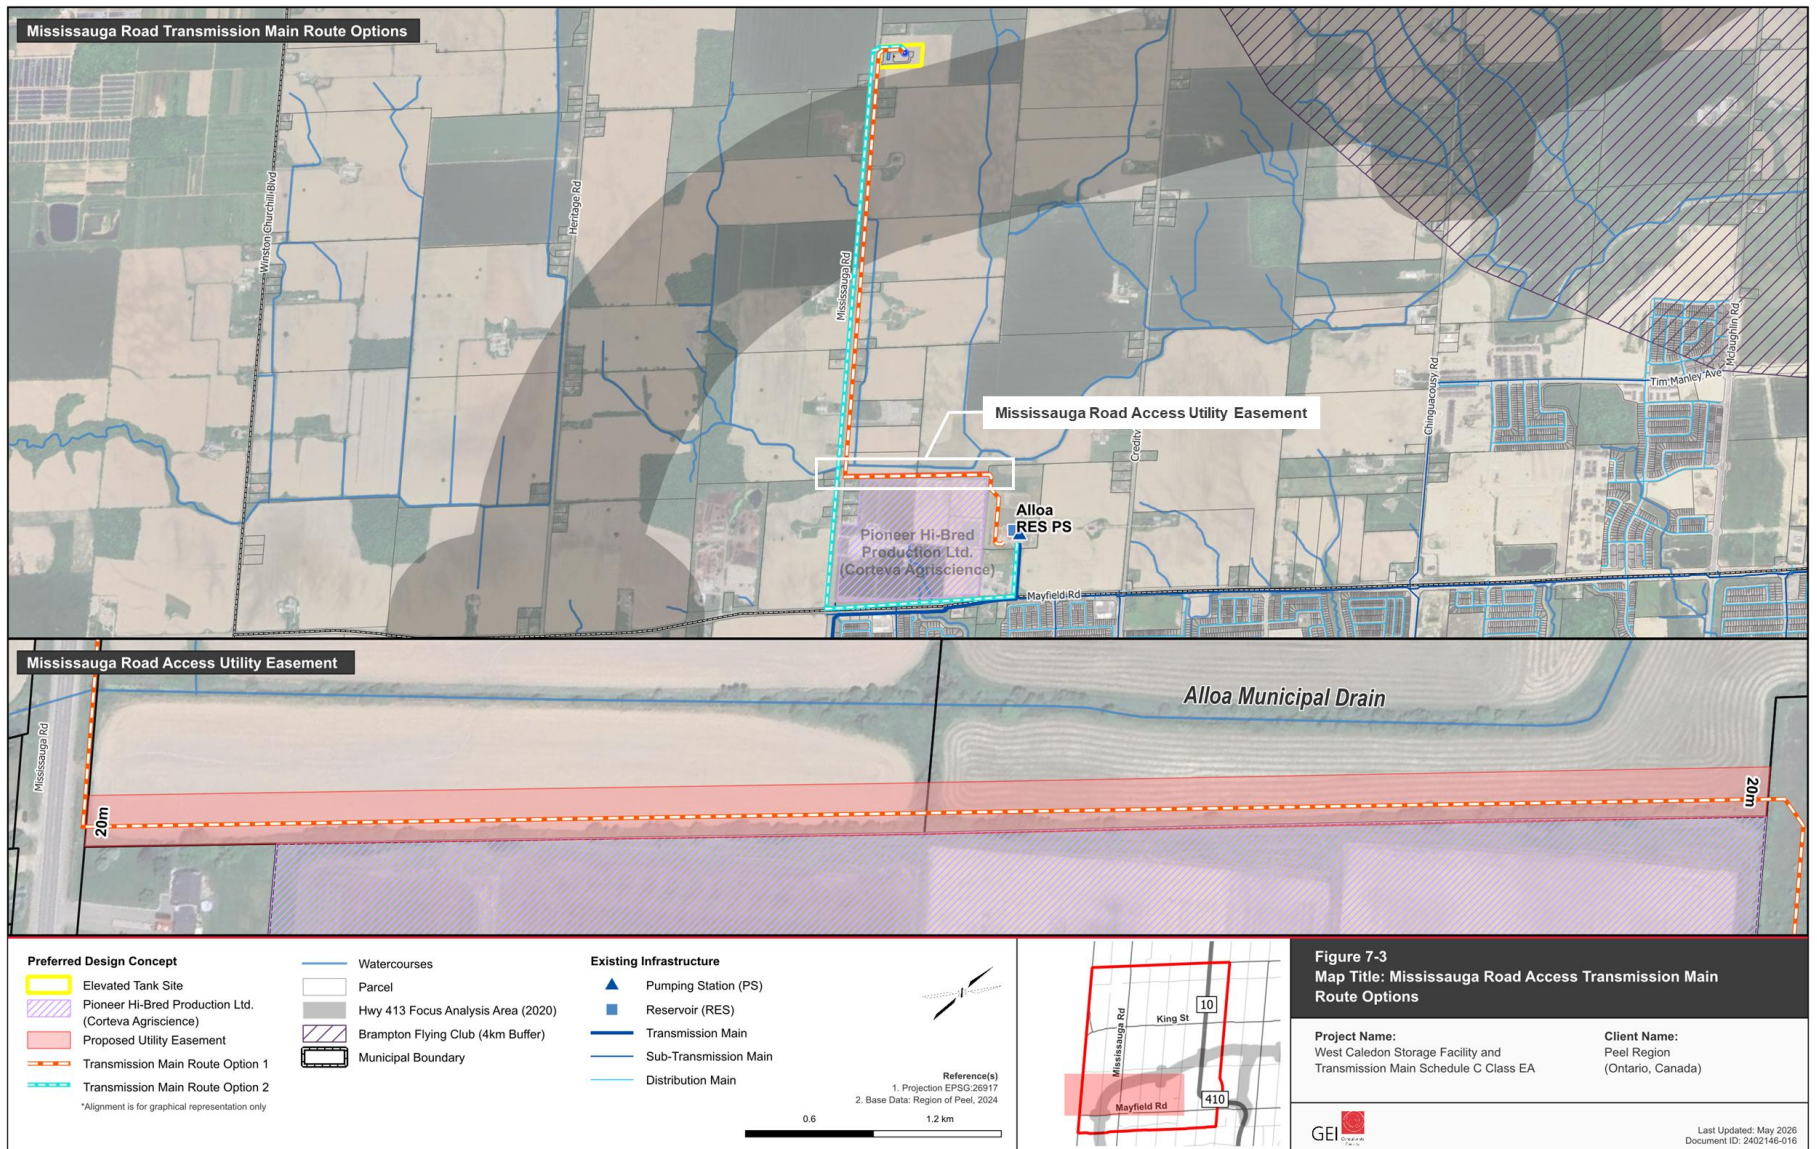 Mississauga Road Transmission Main Route Options
Winston Churchill Blvd
Heritage Rd
Mississauga Rd
Mississauga Road Access Utility Easement
Creditv
Chinguacousy Rd
Mclaughlin Rd
Tim Manley Ave
Alloa
RES PS
Pioneer Hi-Bred
Production Ltd.
(Corteva Agriscience)
Mayfield Rd
Mississauga Road Access Utility Easement
Mississauga Rd
Alloa Municipal Drain
20m
20m
Preferred Design Concept
Elevated Tank Site
Pioneer Hi-Bred Production Ltd.
(Corteva Agriscience)
Proposed Utility Easement
Transmission Main Route Option 1
Transmission Main Route Option 2
*Alignment is for graphical representation only
Watercourses
Parcel
Hwy 413 Focus Analysis Area (2020)
Brampton Flying Club (4km Buffer)
Municipal Boundary
Existing Infrastructure
Pumping Station (PS)
Reservoir (RES)
Transmission Main
Sub-Transmission Main
Distribution Main
Reference(s)
1. Projection EPSG:26917
2. Base Data: Region of Peel, 2024
0.6 1.2 km
10
King St
Mississauga Rd
Mayfield Rd
410
Figure 7-3
Map Title: Mississauga Road Access Transmission Main
Route Options
Project Name:
West Caledon Storage Facility and
Transmission Main Schedule C Class EA
Client Name:
Peel Region
(Ontario, Canada)
GEI
Last Updated: May 2026
Document ID: 2402146-016